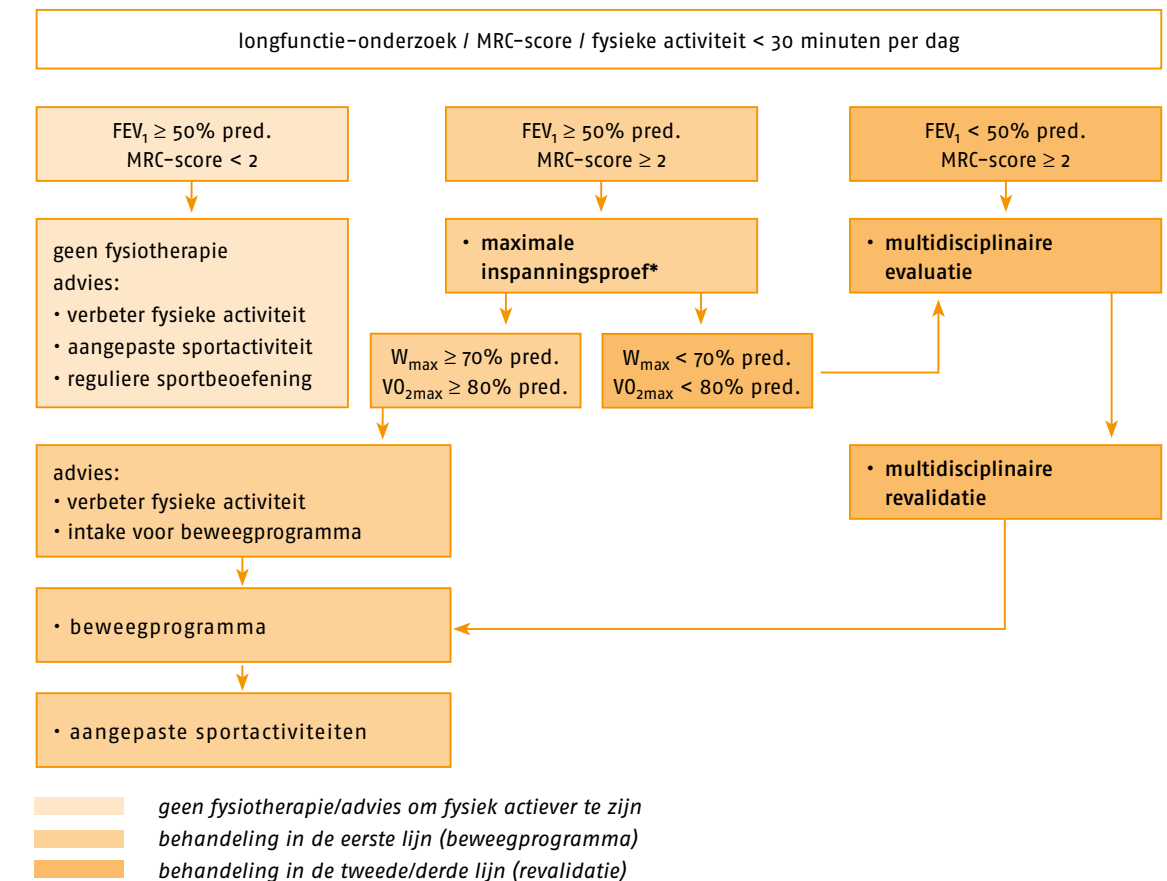 longfunctie-onderzoek / MRC-score / fysieke activiteit < 30 minuten per dag
FEV₁ ≥ 50% pred.
MRC-score < 2
FEV₁ ≥ 50% pred.
MRC-score ≥ 2
FEV₁ < 50% pred.
MRC-score ≥ 2
geen fysiotherapie
advies:
• verbeter fysieke activiteit
• aangepaste sportactiviteit
• reguliere sportbeoefening
• maximale
inspanningsproef*
• multidisciplinaire
evaluatie
Wmax ≥ 70% pred.
VO₂max ≥ 80% pred.
Wmax < 70% pred.
VO₂max < 80% pred.
advies:
• verbeter fysieke activiteit
• intake voor beweegprogramma
• multidisciplinaire
revalidatie
• beweegprogramma
• aangepaste sportactiviteiten
geen fysiotherapie/advies om fysiek actiever te zijn
behandeling in de eerste lijn (beweegprogramma)
behandeling in de tweede/derde lijn (revalidatie)